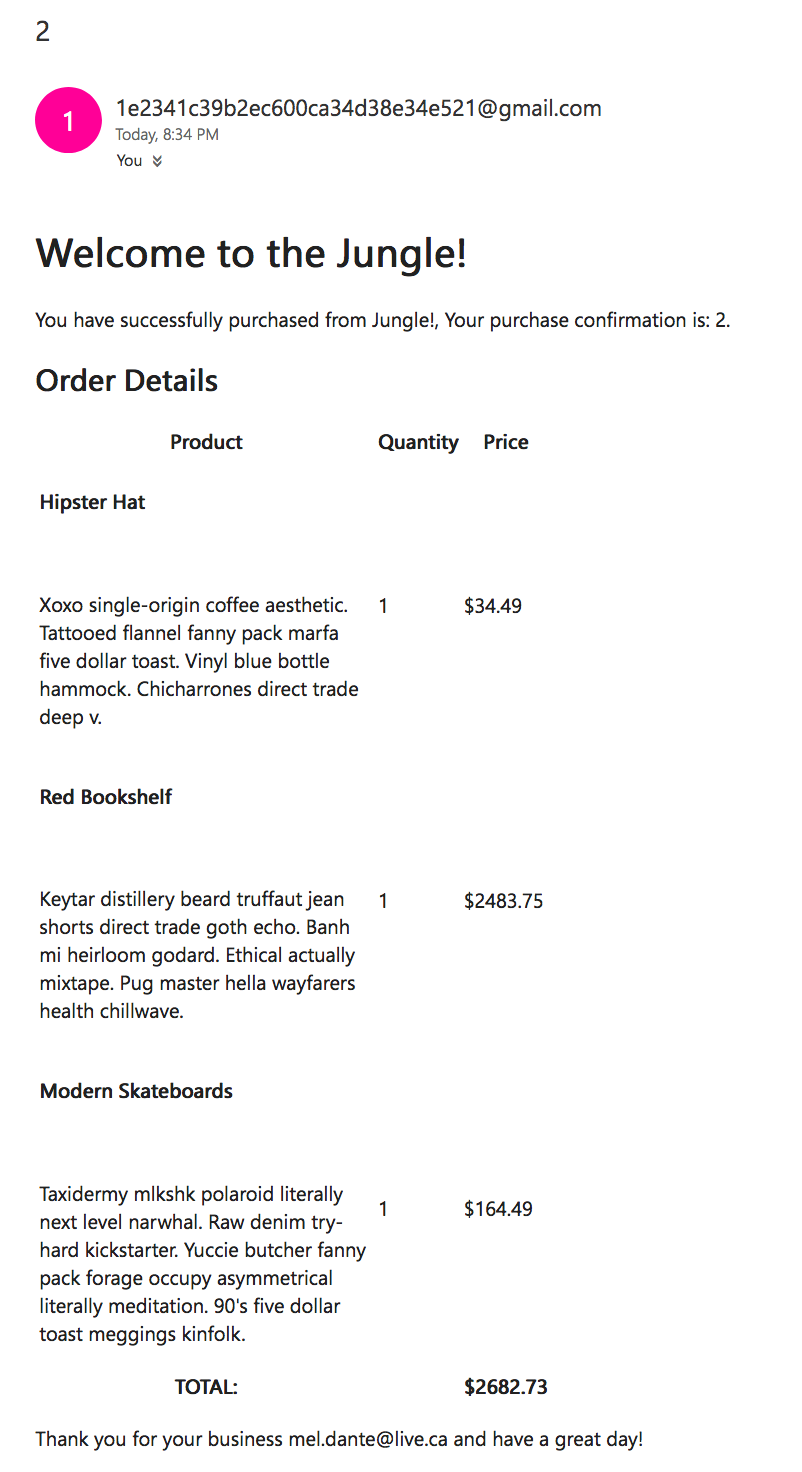 2
1
1e2341c39b2ec600ca34d38e34e521@gmail.com
Today, 8:34 PM
You
Welcome to the Jungle!
You have successfully purchased from Jungle!, Your purchase confirmation is: 2.
Order Details
Product Quantity Price
Hipster Hat
Xoxo single-origin coffee aesthetic. 1 $34.49
Tattooed flannel fanny pack marfa
five dollar toast. Vinyl blue bottle
hammock. Chicharrones direct trade
deep v.
Red Bookshelf
Keytar distillery beard truffaut jean 1 $2483.75
shorts direct trade goth echo. Banh
mi heirloom godard. Ethical actually
mixtape. Pug master hella wayfarers
health chillwave.
Modern Skateboards
Taxidermy mlkshk polaroid literally 1 $164.49
next level narwhal. Raw denim try-
hard kickstarter. Yuccie butcher fanny
pack forage occupy asymmetrical
literally meditation. 90's five dollar
toast meggings kinfolk.
TOTAL: $2682.73
Thank you for your business mel.dante@live.ca and have a great day!